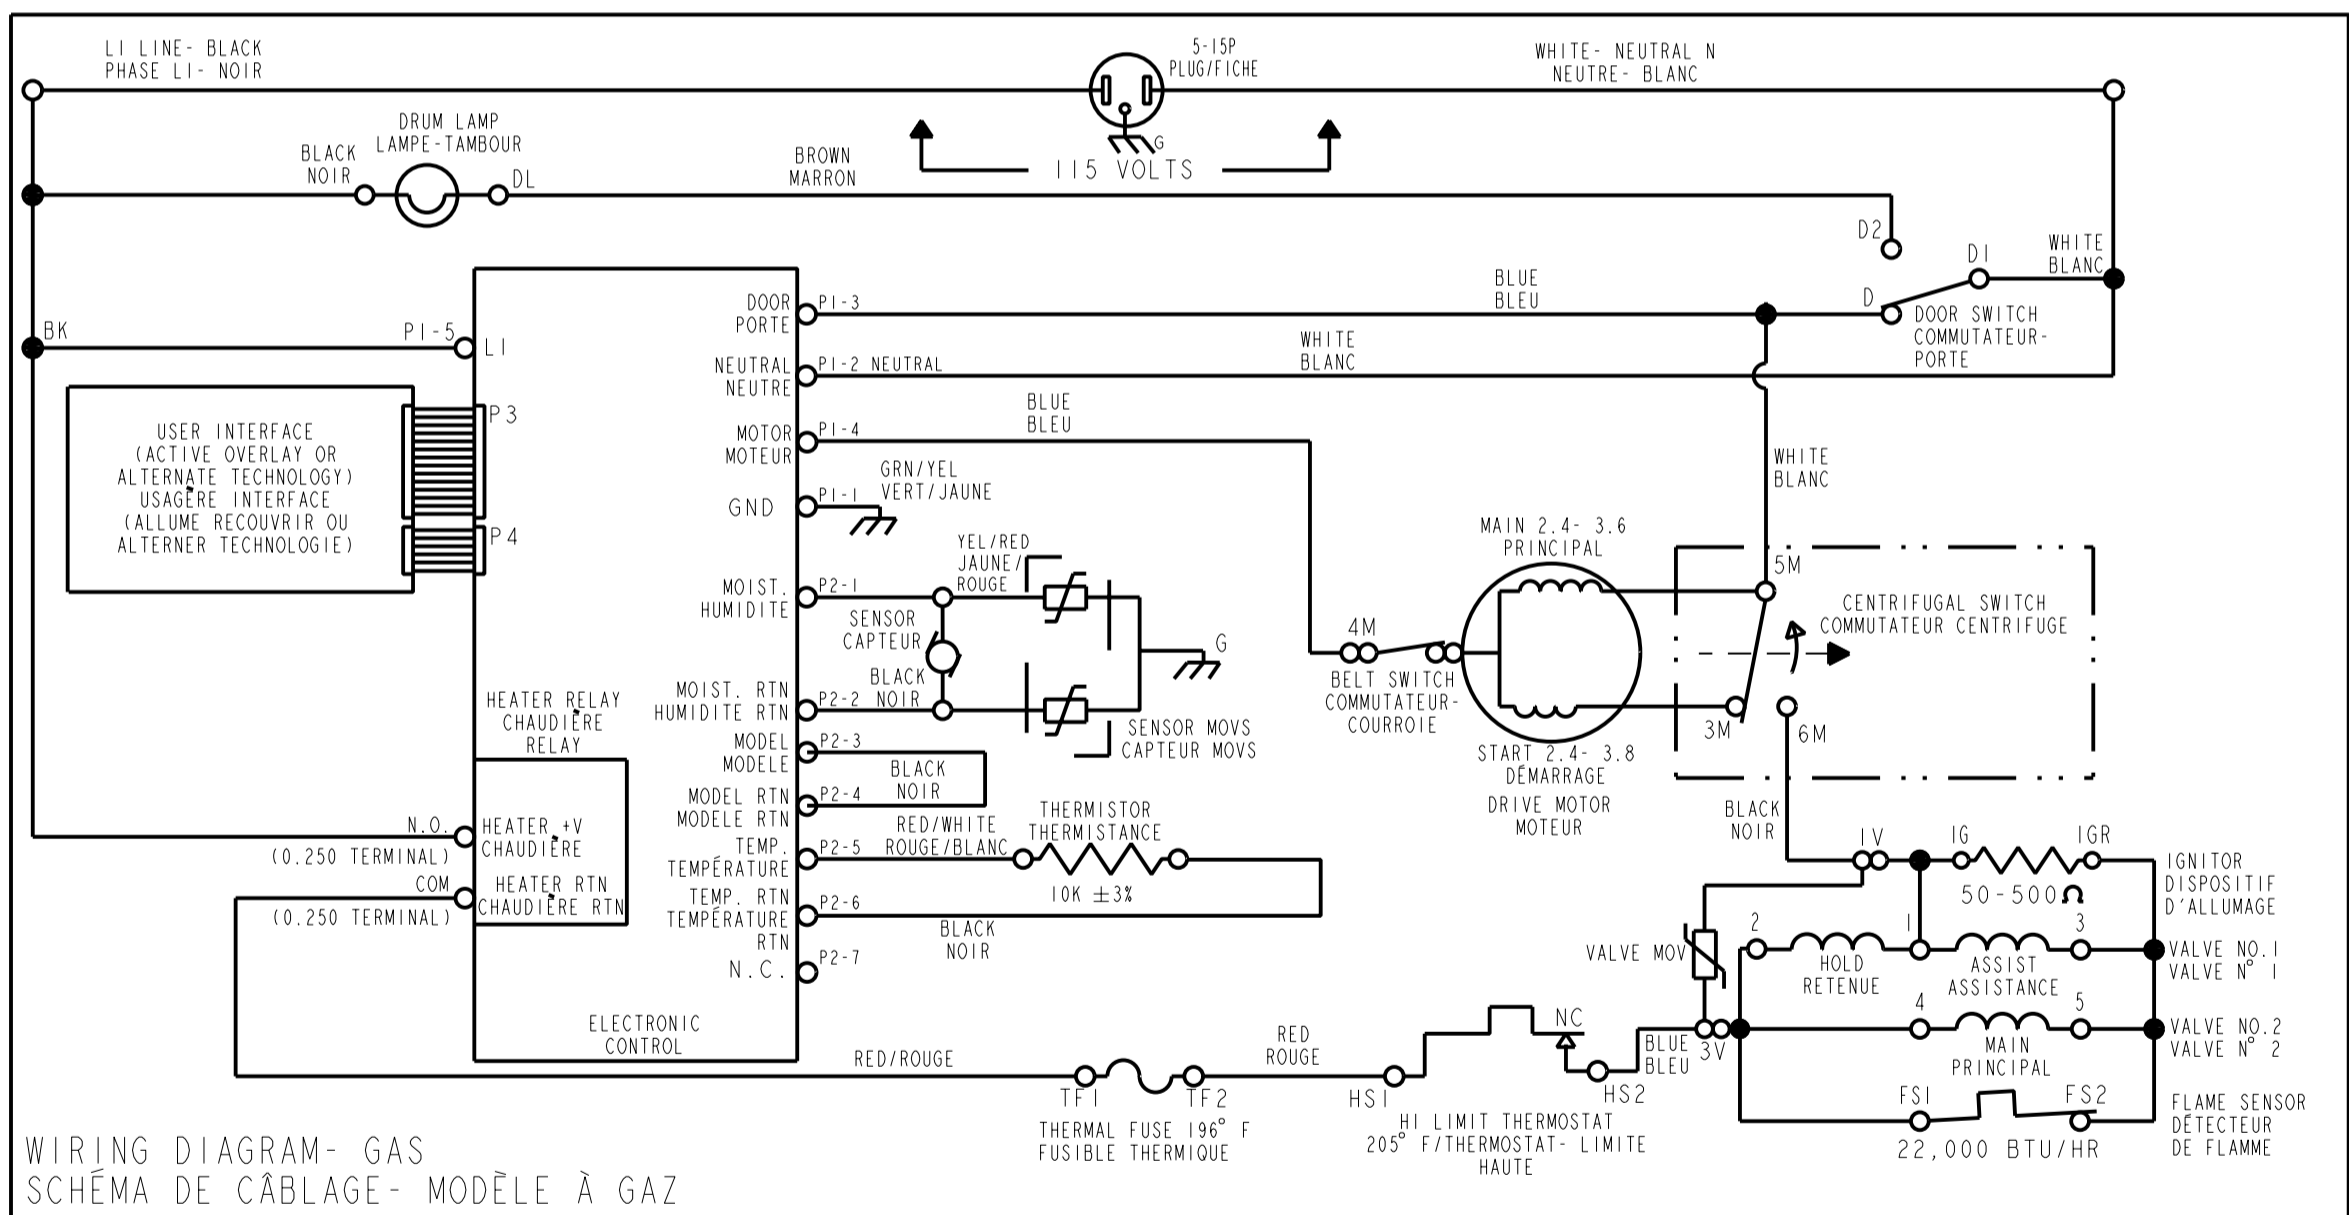 L1 LINE- BLACK
PHASE L1- NOIR
5-15P
PLUG/FICHE
WHITE- NEUTRAL N
NEUTRE- BLANC
DRUM LAMP
LAMPE-TAMBOUR
BLACK
NOIR
DL
BROWN
MARRON
G
115 VOLTS
D2
D1
WHITE
BLANC
BLUE
BLEU
D
DOOR SWITCH
COMMUTATEUR-
PORTE
BK
P1-5
L1
DOOR
PORTE
P1-3
NEUTRAL
NEUTRE
P1-2 NEUTRAL
WHITE
BLANC
MOTOR
MOTEUR
P1-4
BLUE
BLEU
GND
P1-1
GRN/YEL
VERT/JAUNE
USER INTERFACE
(ACTIVE OVERLAY OR
ALTERNATE TECHNOLOGY)
USAGÈRE INTERFACE
(ALLUME RECOUVRIR OU
ALTERNER TECHNOLOGIE)
P3
P4
WHITE
BLANC
MAIN 2.4- 3.6
PRINCIPAL
5M
CENTRIFUGAL SWITCH
COMMUTATEUR CENTRIFUGE
MOIST.
HUMIDITE
P2-1
YEL/RED
JAUNE/
ROUGE
SENSOR
CAPTEUR
BLACK
NOIR
G
MOIST. RTN
HUMIDITE RTN
P2-2
SENSOR MOVS
CAPTEUR MOVS
4M
BELT SWITCH
COMMUTATEUR-
COURROIE
3M
6M
START 2.4- 3.8
DÉMARRAGE
DRIVE MOTOR
MOTEUR
HEATER RELAY
CHAUDIÈRE
RELAY
MODEL
MODELE
P2-3
BLACK
NOIR
MODEL RTN
MODELE RTN
P2-4
N.O.
(0.250 TERMINAL)
HEATER +V
CHAUDIÈRE
COM
(0.250 TERMINAL)
HEATER RTN
CHAUDIÈRE RTN
TEMP.
TEMPÉRATURE
P2-5
RED/WHITE
ROUGE/BLANC
THERMISTOR
THERMISTANCE
10K ±3%
TEMP. RTN
TEMPÉRATURE
RTN
P2-6
BLACK
NOIR
N.C.
P2-7
ELECTRONIC
CONTROL
BLACK
NOIR
1V
IG
IGR
IGNITOR
DISPOSITIF
D'ALLUMAGE
50-500Ω
VALVE MOV
2
1
3
HOLD
RETENUE
ASSIST
ASSISTANCE
VALVE NO.1
VALVE N° 1
4
5
MAIN
PRINCIPAL
VALVE NO.2
VALVE N° 2
RED/ROUGE
TF1
TF2
THERMAL FUSE 196° F
FUSIBLE THERMIQUE
RED
ROUGE
HS1
NC
HS2
HI LIMIT THERMOSTAT
205° F/THERMOSTAT- LIMITE
HAUTE
BLUE
BLEU
3V
FS1
FS2
22,000 BTU/HR
FLAME SENSOR
DÉTECTEUR
DE FLAMME
WIRING DIAGRAM- GAS
SCHÉMA DE CÂBLAGE- MODÈLE À GAZ